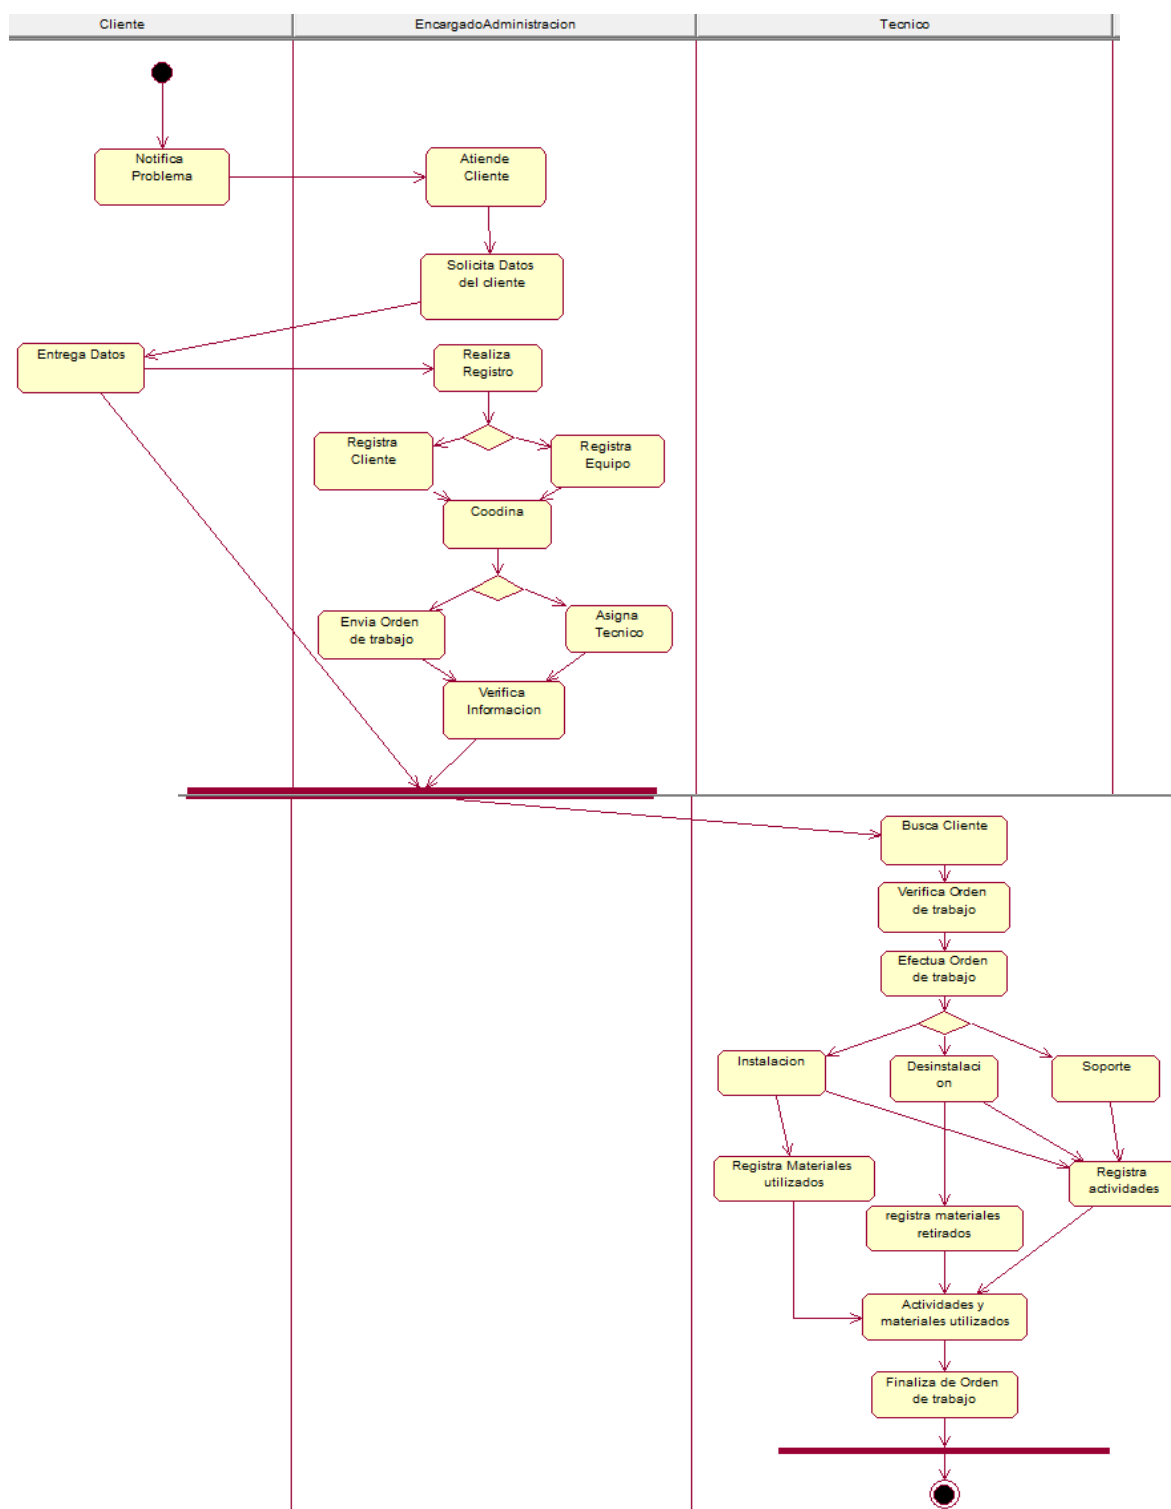 Cliente
EncargadoAdministracion
Tecnico
Notifica
Problema
Atiende
Cliente
Solicita Datos
del cliente
Entrega Datos
Realiza
Registro
Registra
Cliente
Registra
Equipo
Coodina
Envia Orden
de trabajo
Asigna
Tecnico
Verifica
Informacion
Busca Cliente
Verifica Orden
de trabajo
Efectua Orden
de trabajo
Instalacion
Desinstalaci
on
Soporte
Registra Materiales
utilizados
Registra
actividades
registra materiales
retirados
Actividades y
materiales utilizados
Finaliza de Orden
de trabajo